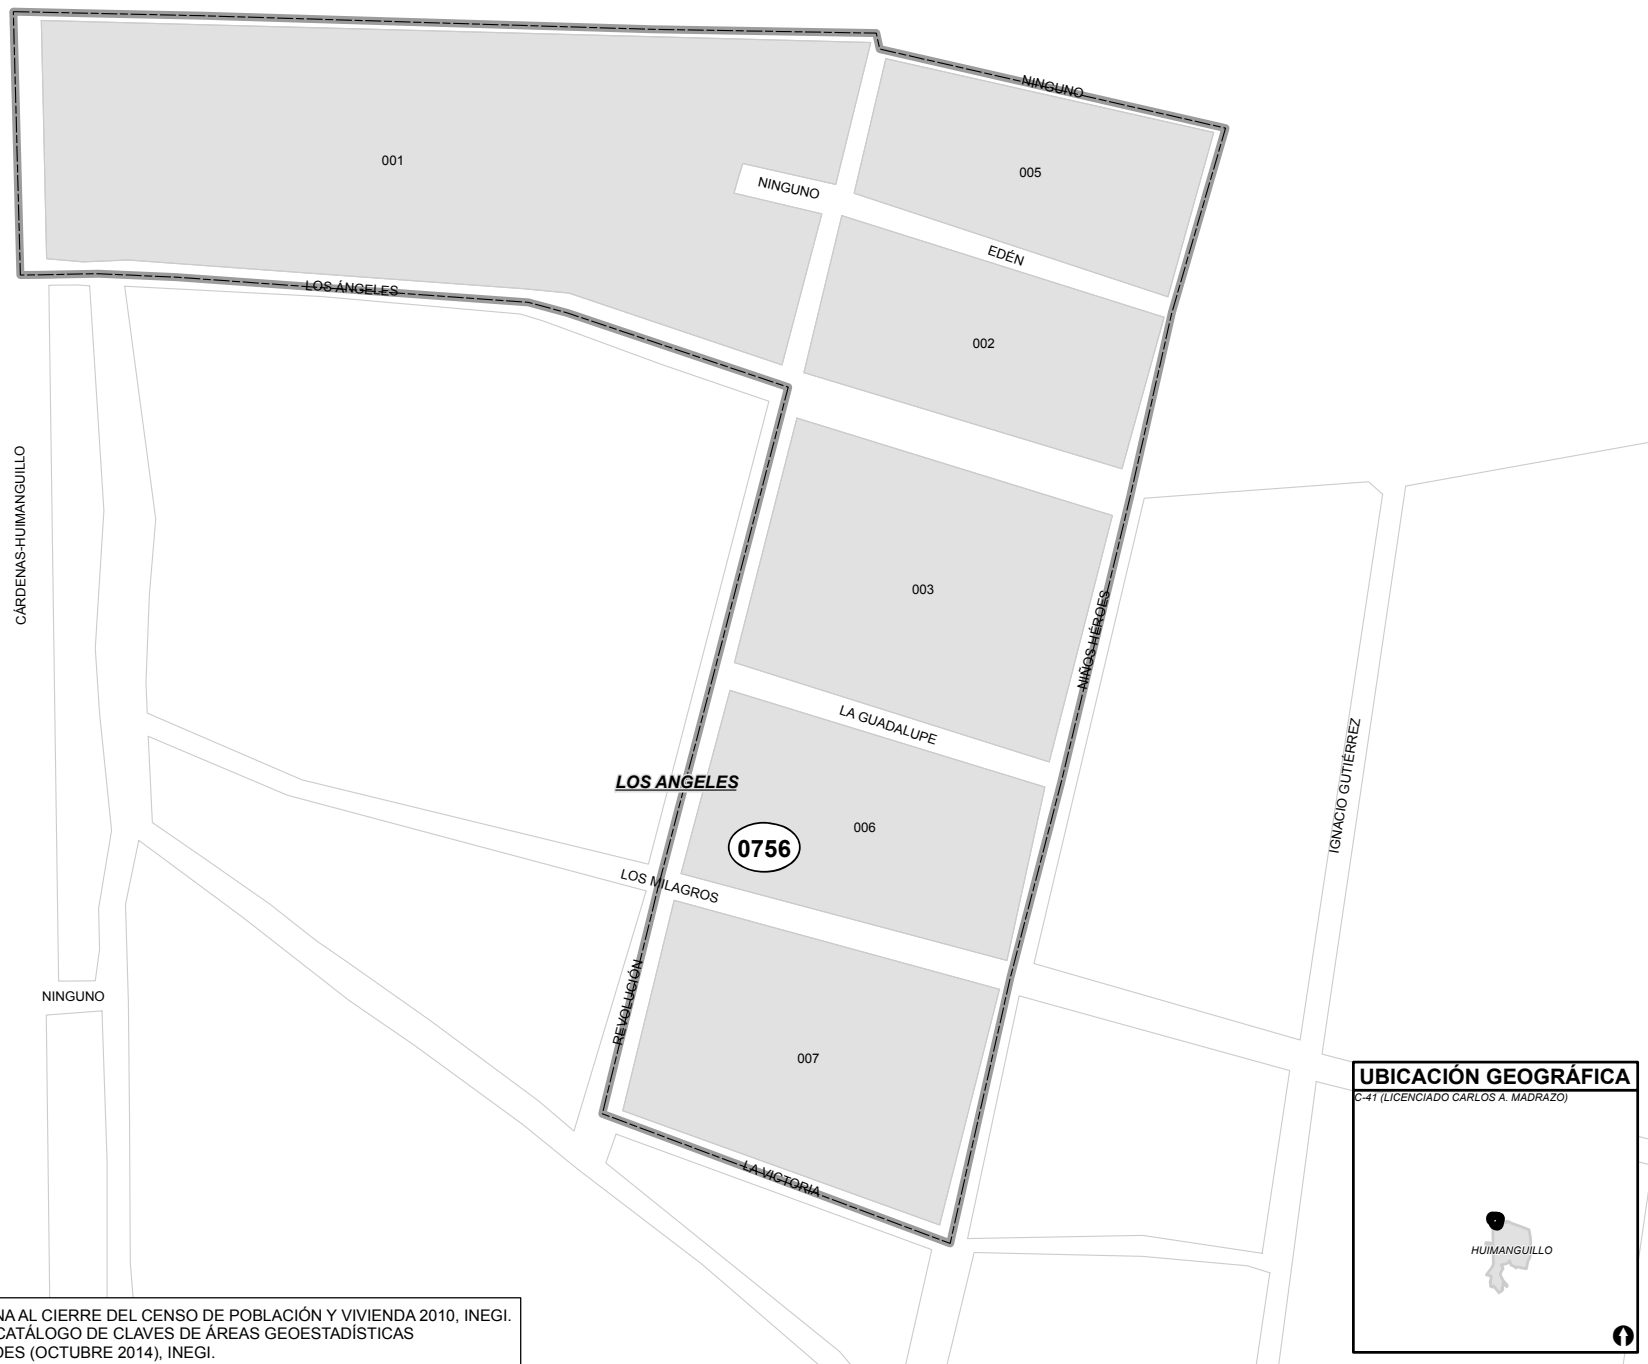 NINGUNO
001
005
NINGUNO
EDÉN
LOS ÁNGELES
002
CÁRDENAS-HUIMANGUILLO
003
NIÑOS HÉROES
LA GUADALUPE
IGNACIO GUTIÉRREZ
LOS ANGELES
006
0756
LOS MILAGROS
REVOLUCIÓN
NINGUNO
007
LA VICTORIA
UBICACIÓN GEOGRÁFICA
C-41 (LICENCIADO CARLOS A. MADRAZO)
HUIMANGUILLO
NA AL CIERRE DEL CENSO DE POBLACIÓN Y VIVIENDA 2010, INEGI.
CATÁLOGO DE CLAVES DE ÁREAS GEOESTADÍSTICAS
DES (OCTUBRE 2014), INEGI.